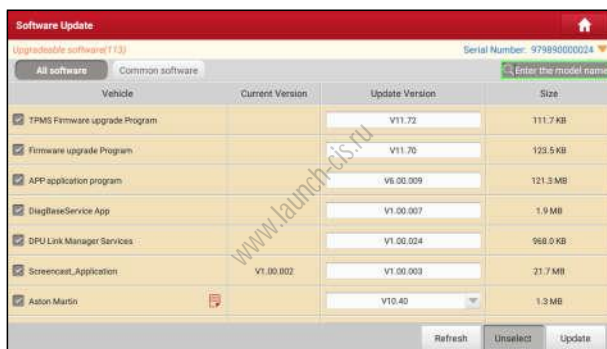 Software Update
Upgradeable software(113) Serial Number: 979890000024
All software Common software Enter the model name
Vehicle Current Version Update Version Size
TPMS Firmware upgrade Program V11.72 111.7 KB
Firmware upgrade Program V11.70 123.5 KB
APP application program V6.00.009 121.3 MB
DiagBaseService App V1.00.007 1.9 MB
DPU Link Manager Services V1.00.024 968.0 KB
Screencast_Application V1.00.002 V1.00.003 21.7 MB
Aston Martin V10.40 1.3 MB
Refresh Unselect Update
www.launch-cis.ru